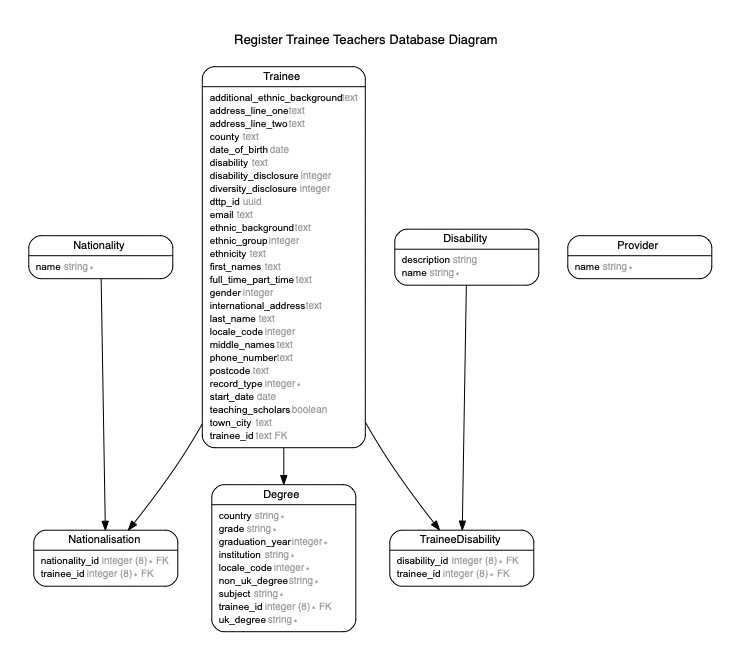 Register Trainee Teachers Database Diagram
Trainee
additional_ethnic_background text
address_line_one text
address_line_two text
county text
date_of_birth date
disability text
disability_disclosure integer
diversity_disclosure integer
dttp_id uuid
email text
ethnic_background text
ethnic_group integer
ethnicity text
first_names text
full_time_part_time text
gender integer
international_address text
last_name text
locale_code integer
middle_names text
phone_number text
postcode text
record_type integer *
start_date date
teaching_scholars boolean
town_city text
trainee_id text FK
Nationality
name string *
Disability
description string
name string *
Provider
name string *
Nationalisation
nationality_id integer (8) * FK
trainee_id integer (8) * FK
Degree
country string *
grade string *
graduation_year integer *
institution string *
locale_code integer *
non_uk_degree string *
subject string *
trainee_id integer (8) * FK
uk_degree string *
TraineeDisability
disability_id integer (8) * FK
trainee_id integer (8) * FK